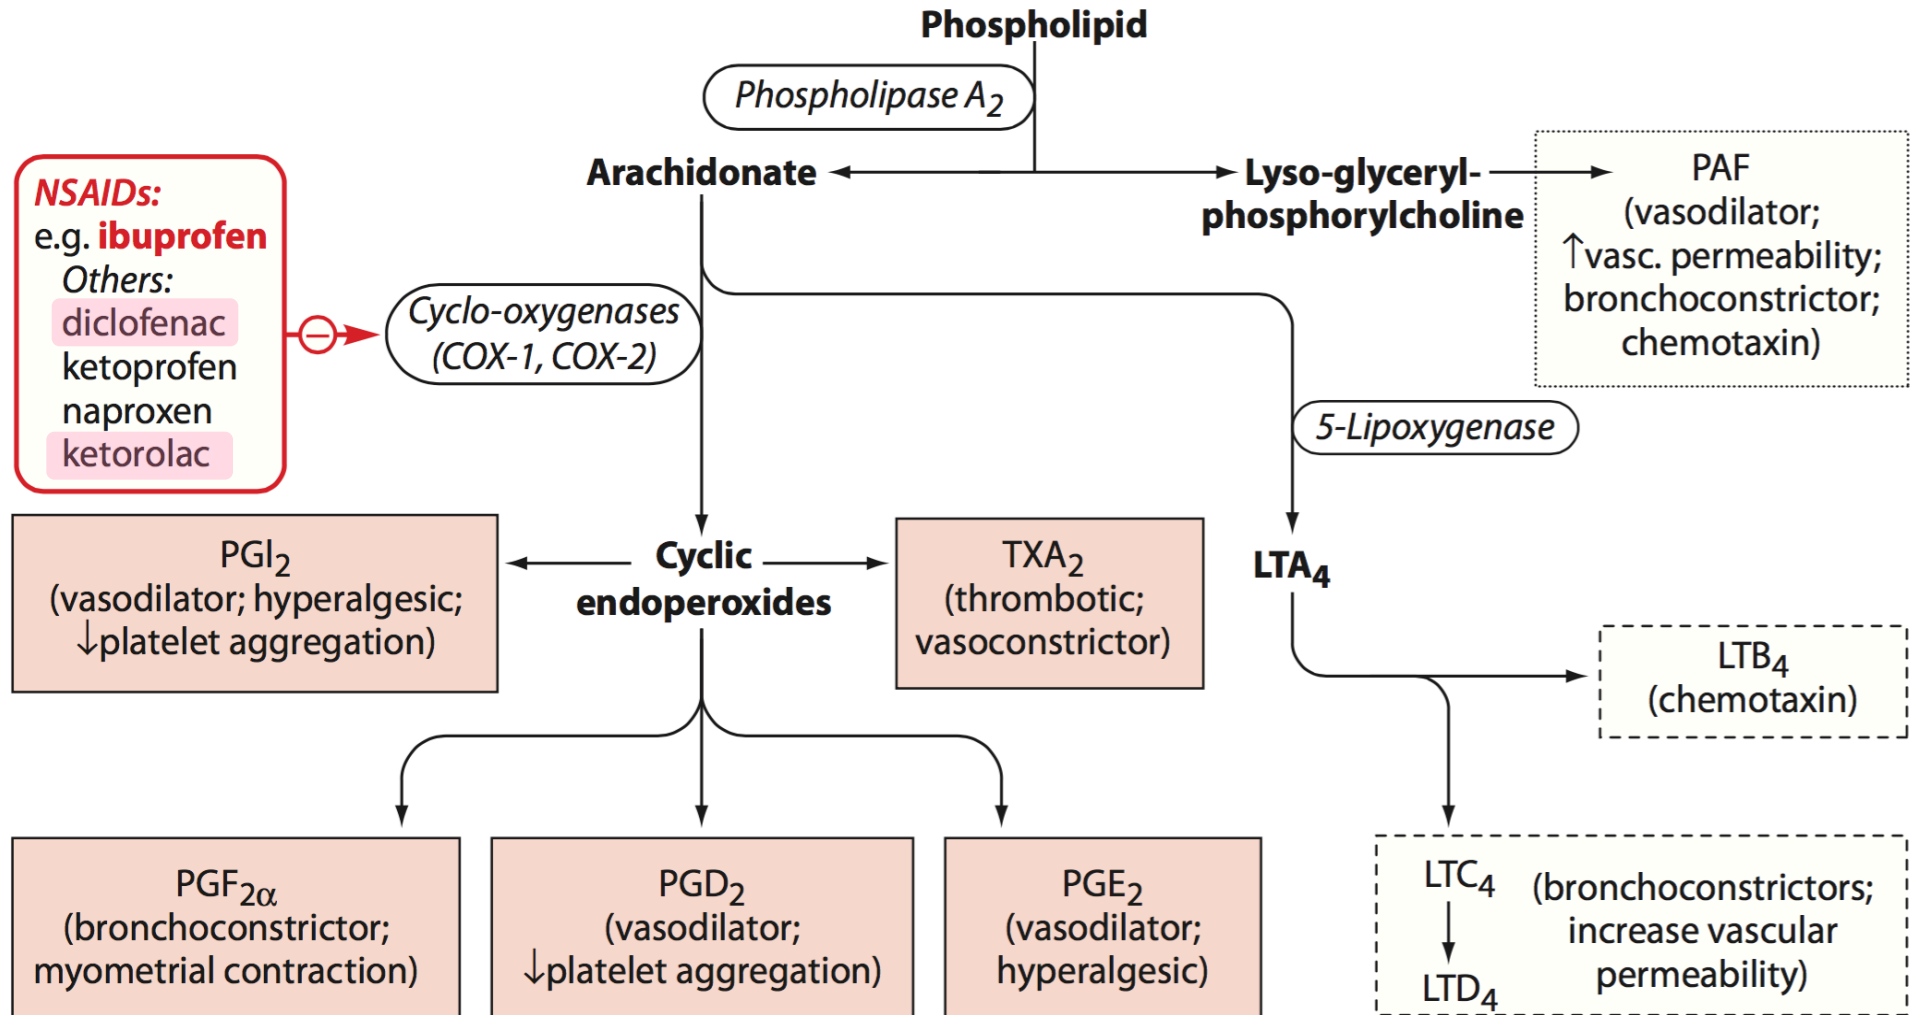 Phospholipid
Phospholipase A2
Arachidonate
Lyso-glyceryl-
phosphorylcholine
PAF
(vasodilator;
↑vasc. permeability;
bronchoconstrictor;
chemotaxin)
NSAIDs:
e.g. ibuprofen
Others:
diclofenac
ketoprofen
naproxen
ketorolac
−
Cyclo-oxygenases
(COX-1, COX-2)
5-Lipoxygenase
PGI2
(vasodilator; hyperalgesic;
↓platelet aggregation)
Cyclic
endoperoxides
TXA2
(thrombotic;
vasoconstrictor)
LTA4
LTB4
(chemotaxin)
PGF2α
(bronchoconstrictor;
myometrial contraction)
PGD2
(vasodilator;
↓platelet aggregation)
PGE2
(vasodilator;
hyperalgesic)
LTC4
LTD4
(bronchoconstrictors;
increase vascular
permeability)